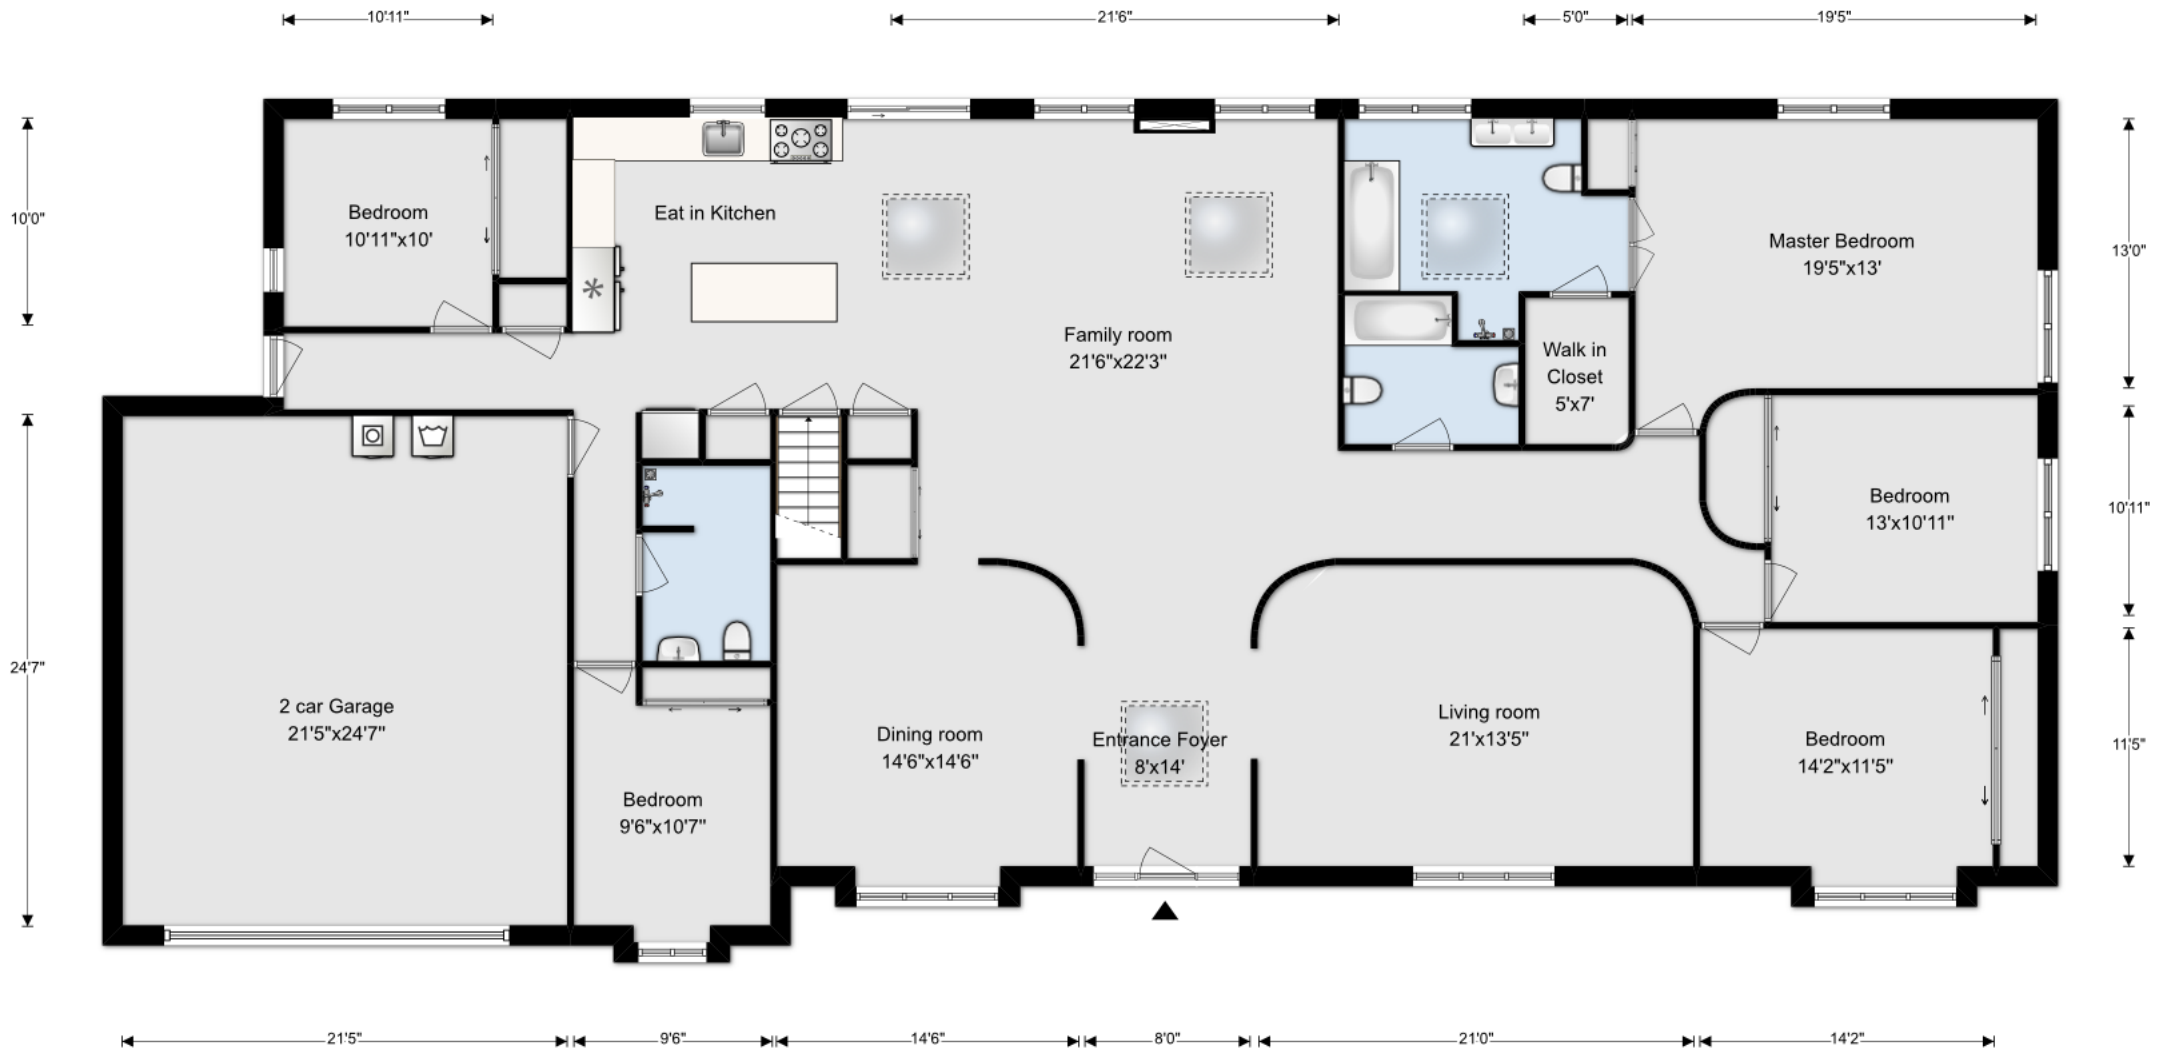 10'11"
21'6"
5'0"
19'5"
10'0"
Bedroom
10'11"x10'
Eat in Kitchen
Family room
21'6"x22'3"
Walk in
Closet
5'x7'
Master Bedroom
19'5"x13'
13'0"
Bedroom
13'x10'11"
10'11"
24'7"
2 car Garage
21'5"x24'7"
Bedroom
9'6"x10'7"
Dining room
14'6"x14'6"
Entrance Foyer
8'x14'
Living room
21'x13'5"
Bedroom
14'2"x11'5"
11'5"
21'5"
9'6"
14'6"
8'0"
21'0"
14'2"